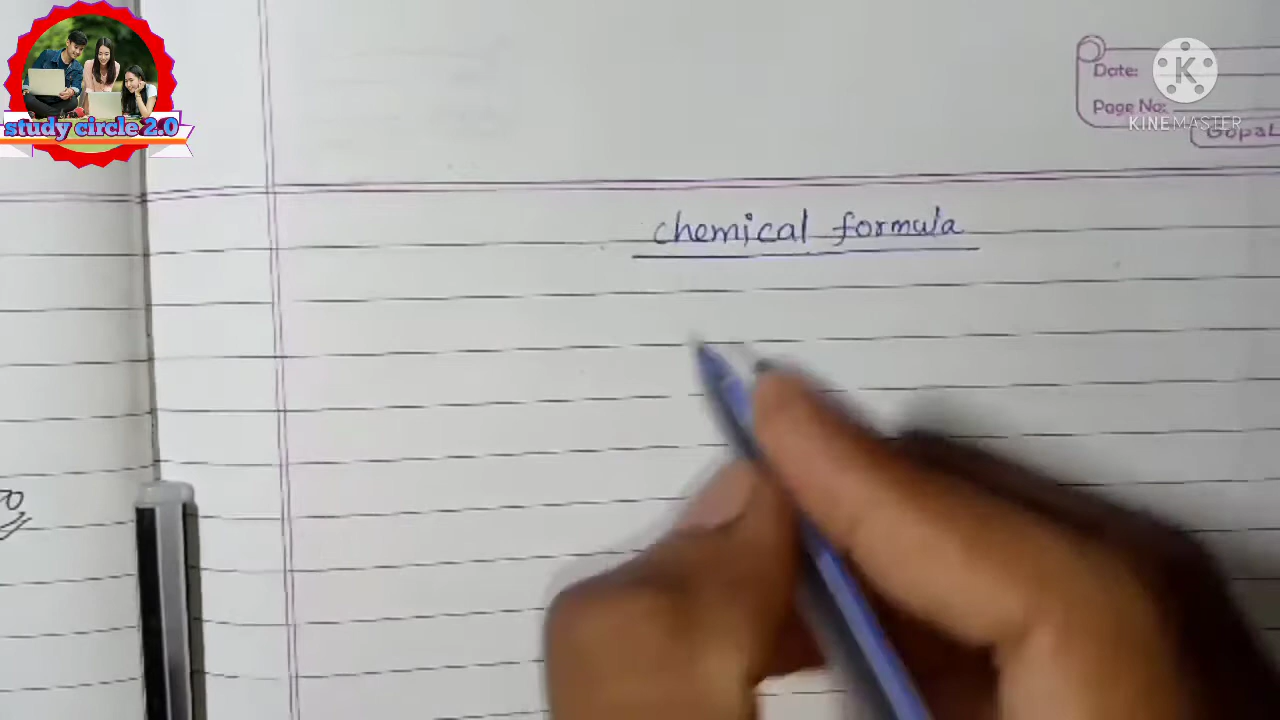 study circle 2.0
Date:
Page No:
KINEMASTER
chemical formula